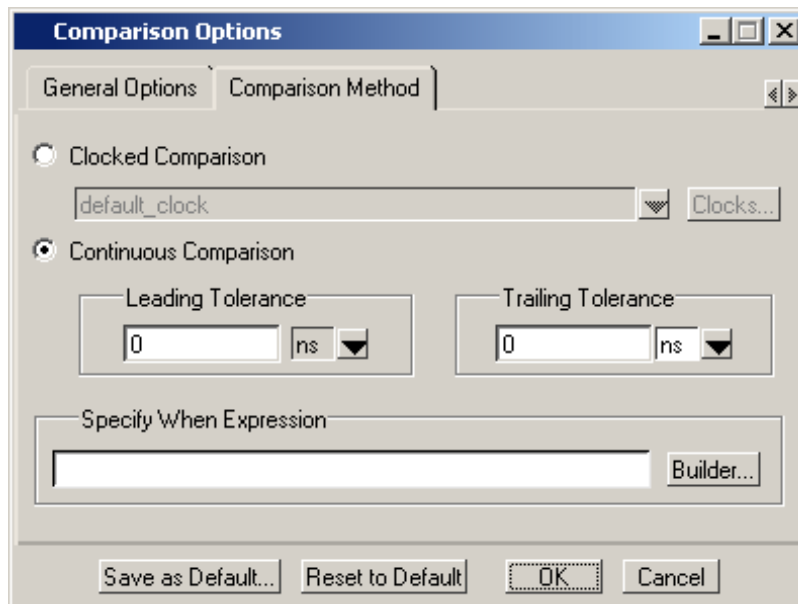 Comparison Options
General Options Comparison Method
Clocked Comparison
default_clock Clocks...
Continuous Comparison
Leading Tolerance Trailing Tolerance
0 ns 0 ns
Specify When Expression
Builder...
Save as Default... Reset to Default OK Cancel